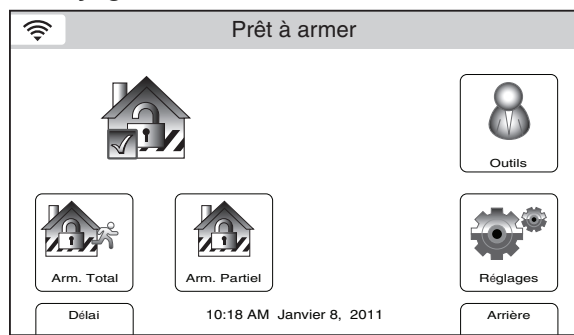 Prêt à armer
Outils
Arm. Total
Arm. Partiel
Réglages
Délai
10:18 AM Janvier 8, 2011
Arrière